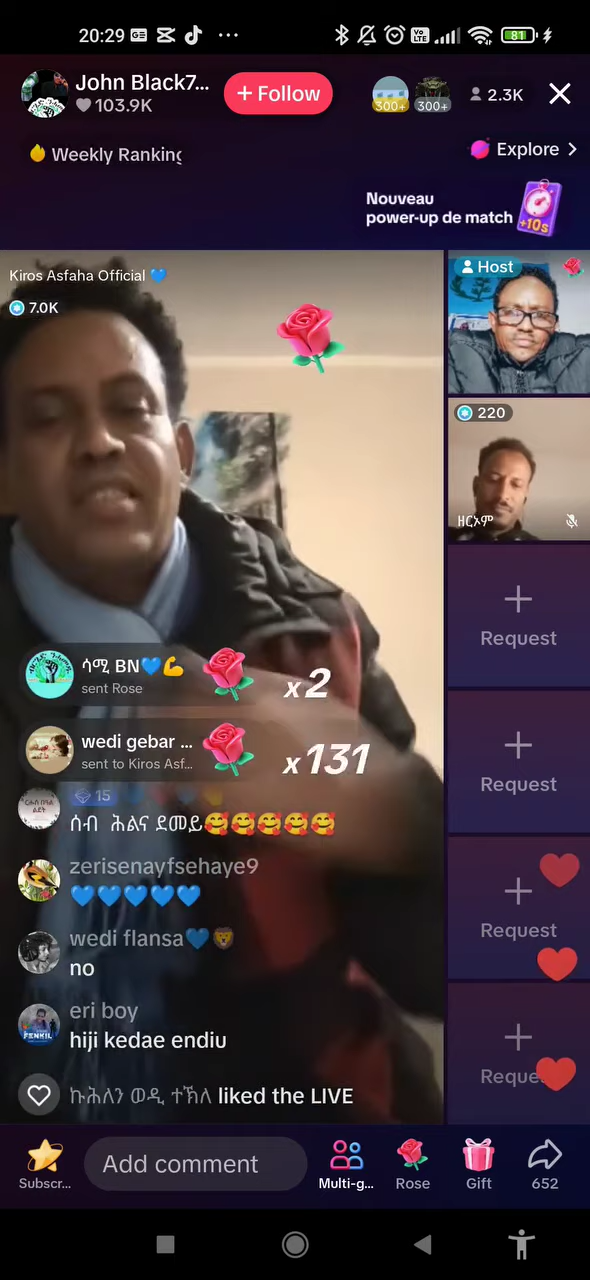 20:29
VoLTE
81
John Black7...
103.9K
+ Follow
300+
300+
2.3K
Weekly Ranking
Explore >
Nouveau
power-up de match
+10s
Kiros Asfaha Official 💙
7.0K
Host
220
ዘርኦም
Request
Request
Request
Request
ሳሚ BN💙💪
sent Rose
x2
wedi gebar ...
sent to Kiros Asf...
x131
15
ሰብ ሕልና ደመይ🥰🥰🥰🥰🥰
zerisenayfsehaye9
💙💙💙💙💙
wedi flansa💙🦁
no
eri boy
hiji kedae endiu
FENKIL
ኩሕለን ወዲ ተኽለ liked the LIVE
Subscr...
Add comment
Multi-g...
Rose
Gift
652